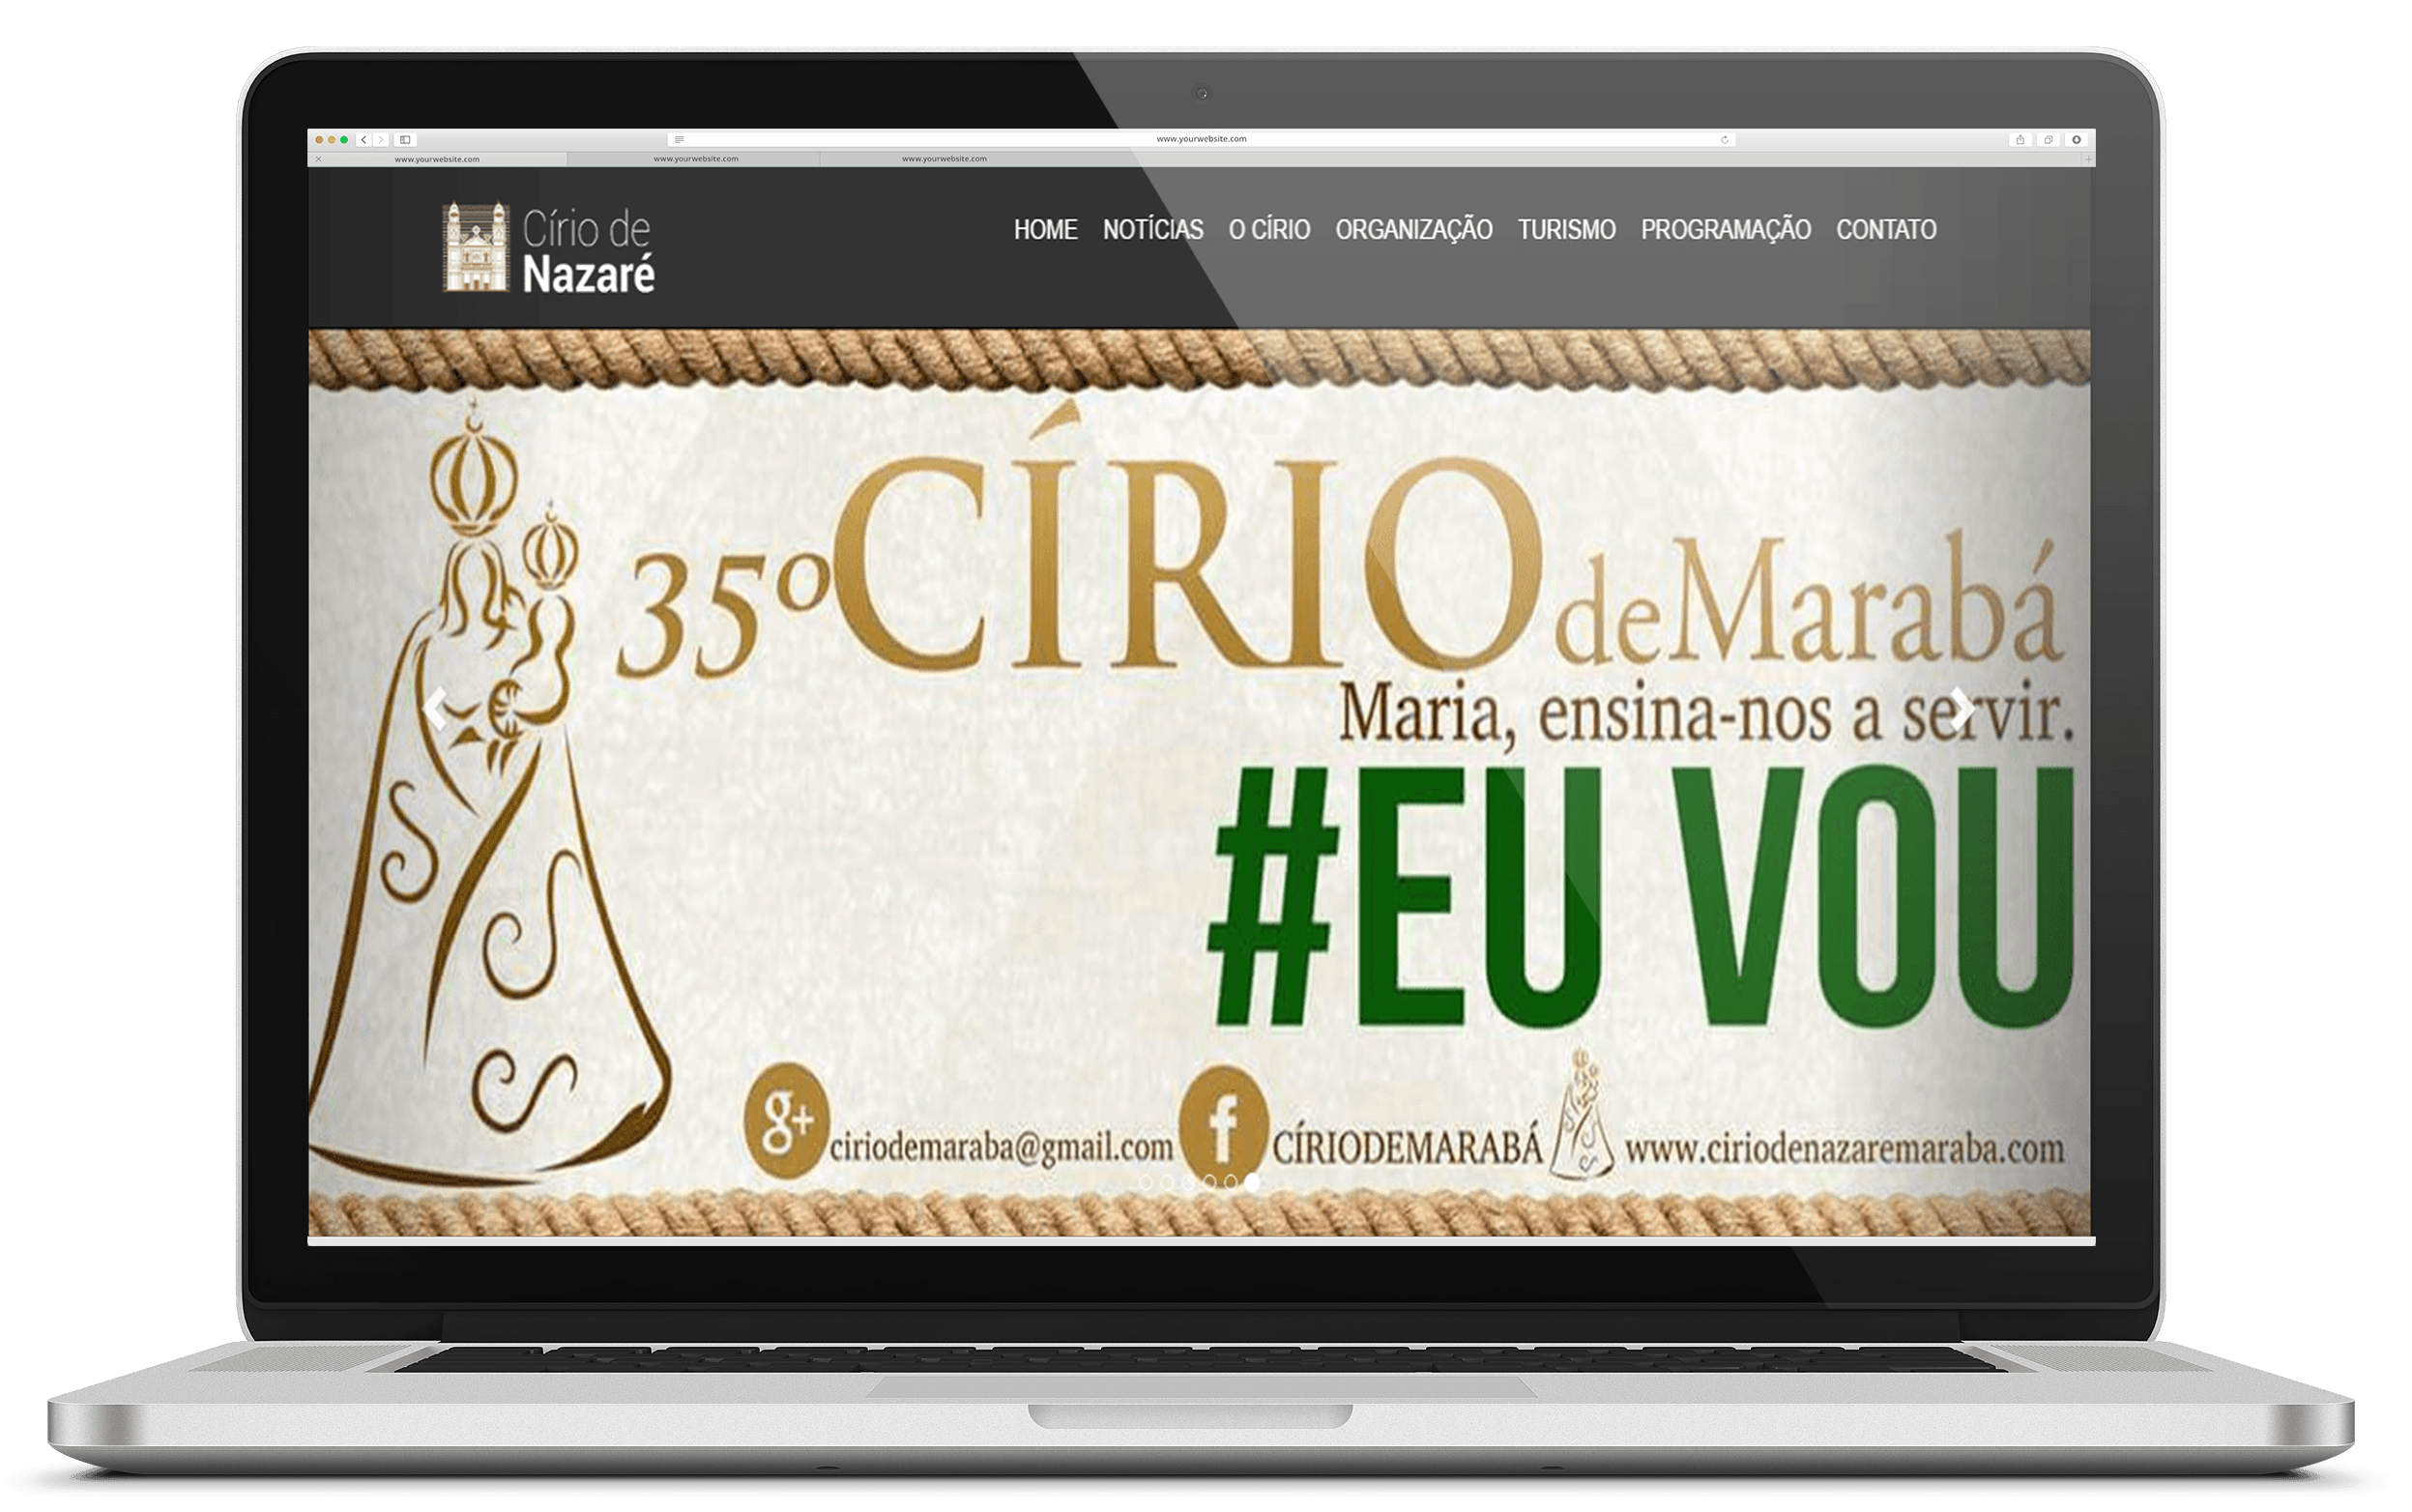 www.yourwebsite.com
www.yourwebsite.com www.yourwebsite.com www.yourwebsite.com
Círio de
Nazaré
HOME NOTÍCIAS O CÍRIO ORGANIZAÇÃO TURISMO PROGRAMAÇÃO CONTATO
35º CÍRIO de Marabá
Maria, ensina-nos a servir.
#EU VOU
g+ ciriodemaraba@gmail.com f CÍRIODEMARABÁ www.ciriodenazaremaraba.com